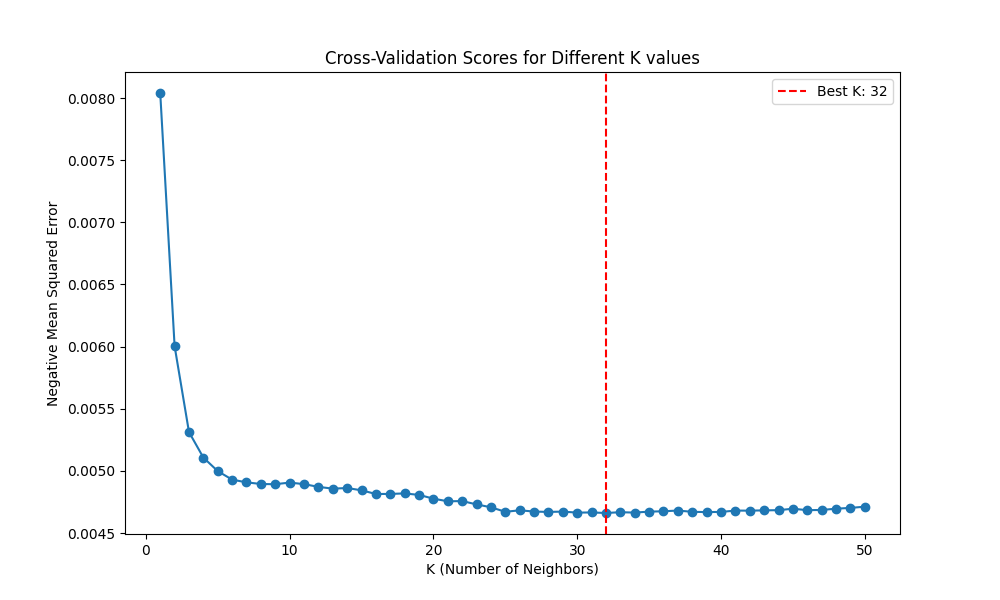 Cross-Validation Scores for Different K values
Best K: 32
Negative Mean Squared Error
0.0080
0.0075
0.0070
0.0065
0.0060
0.0055
0.0050
0.0045
0 10 20 30 40 50
K (Number of Neighbors)